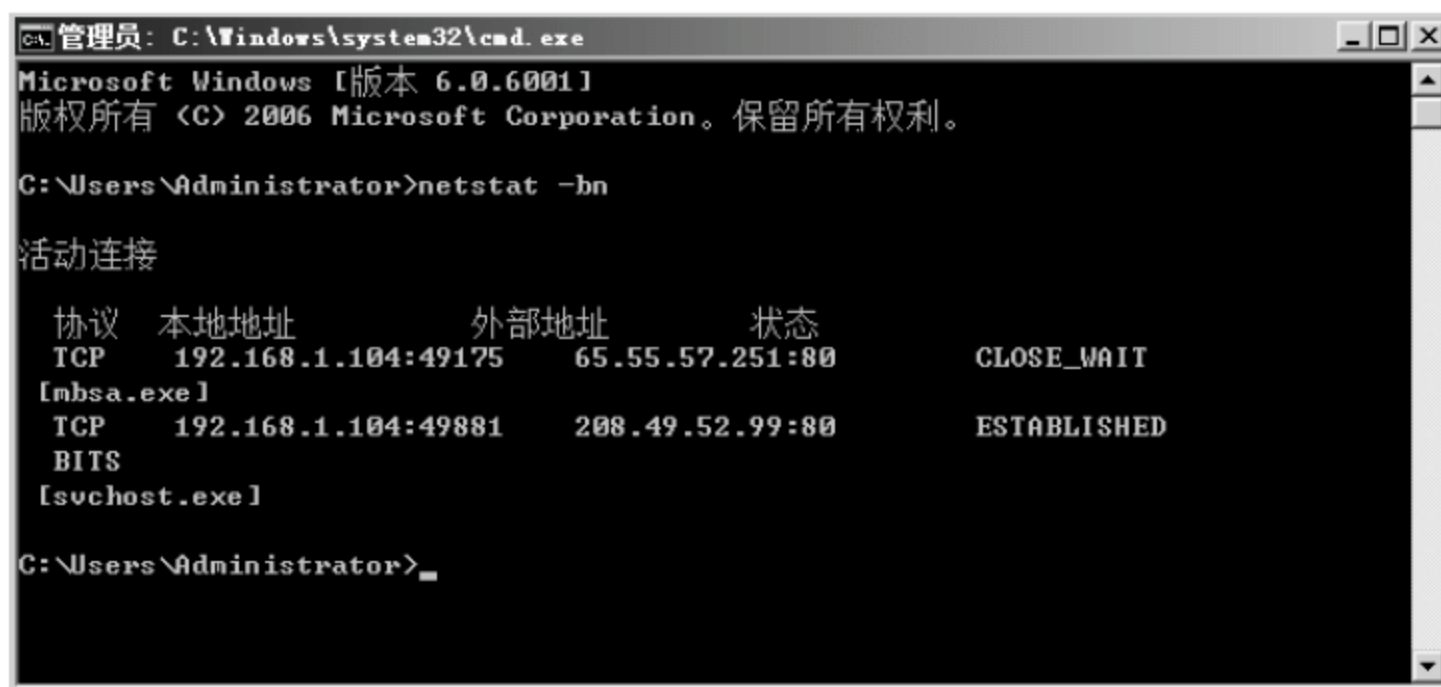 管理员: C:\Windows\system32\cmd.exe
Microsoft Windows [版本 6.0.6001]
版权所有 (C) 2006 Microsoft Corporation。保留所有权利。
C:\Users\Administrator>netstat -bn
活动连接
协议 本地地址 外部地址 状态
TCP 192.168.1.104:49175 65.55.57.251:80 CLOSE_WAIT
[mbsa.exe]
TCP 192.168.1.104:49881 208.49.52.99:80 ESTABLISHED
BITS
[svchost.exe]
C:\Users\Administrator>_